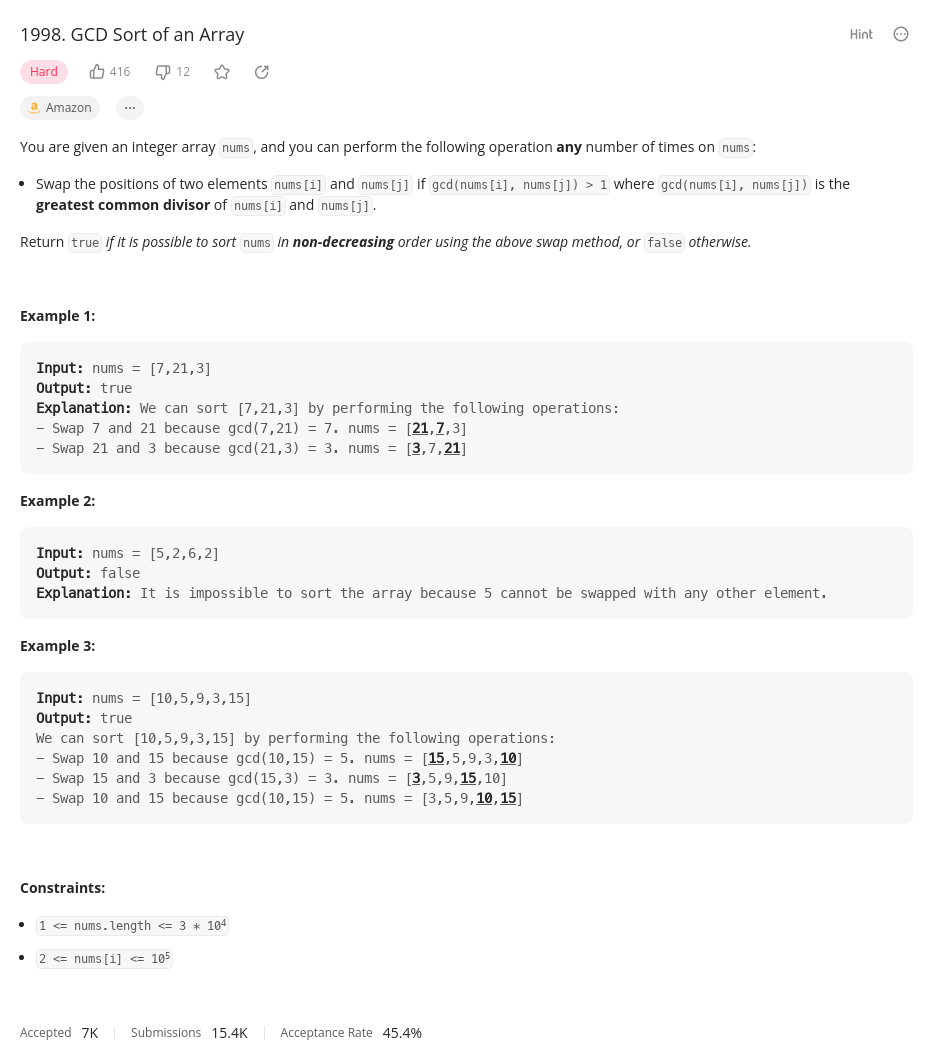 1998. GCD Sort of an Array
Hint
Hard 416 12
a Amazon ...
You are given an integer array nums, and you can perform the following operation any number of times on nums:
• Swap the positions of two elements nums[i] and nums[j] if gcd(nums[i], nums[j]) > 1 where gcd(nums[i], nums[j]) is the
greatest common divisor of nums[i] and nums[j].
Return true if it is possible to sort nums in non-decreasing order using the above swap method, or false otherwise.
Example 1:
Input: nums = [7,21,3]
Output: true
Explanation: We can sort [7,21,3] by performing the following operations:
- Swap 7 and 21 because gcd(7,21) = 7. nums = [21,7,3]
- Swap 21 and 3 because gcd(21,3) = 3. nums = [3,7,21]
Example 2:
Input: nums = [5,2,6,2]
Output: false
Explanation: It is impossible to sort the array because 5 cannot be swapped with any other element.
Example 3:
Input: nums = [10,5,9,3,15]
Output: true
We can sort [10,5,9,3,15] by performing the following operations:
- Swap 10 and 15 because gcd(10,15) = 5. nums = [15,5,9,3,10]
- Swap 15 and 3 because gcd(15,3) = 3. nums = [3,5,9,15,10]
- Swap 10 and 15 because gcd(10,15) = 5. nums = [3,5,9,10,15]
Constraints:
• 1 <= nums.length <= 3 * 10⁴
• 2 <= nums[i] <= 10⁵
Accepted 7K Submissions 15.4K Acceptance Rate 45.4%